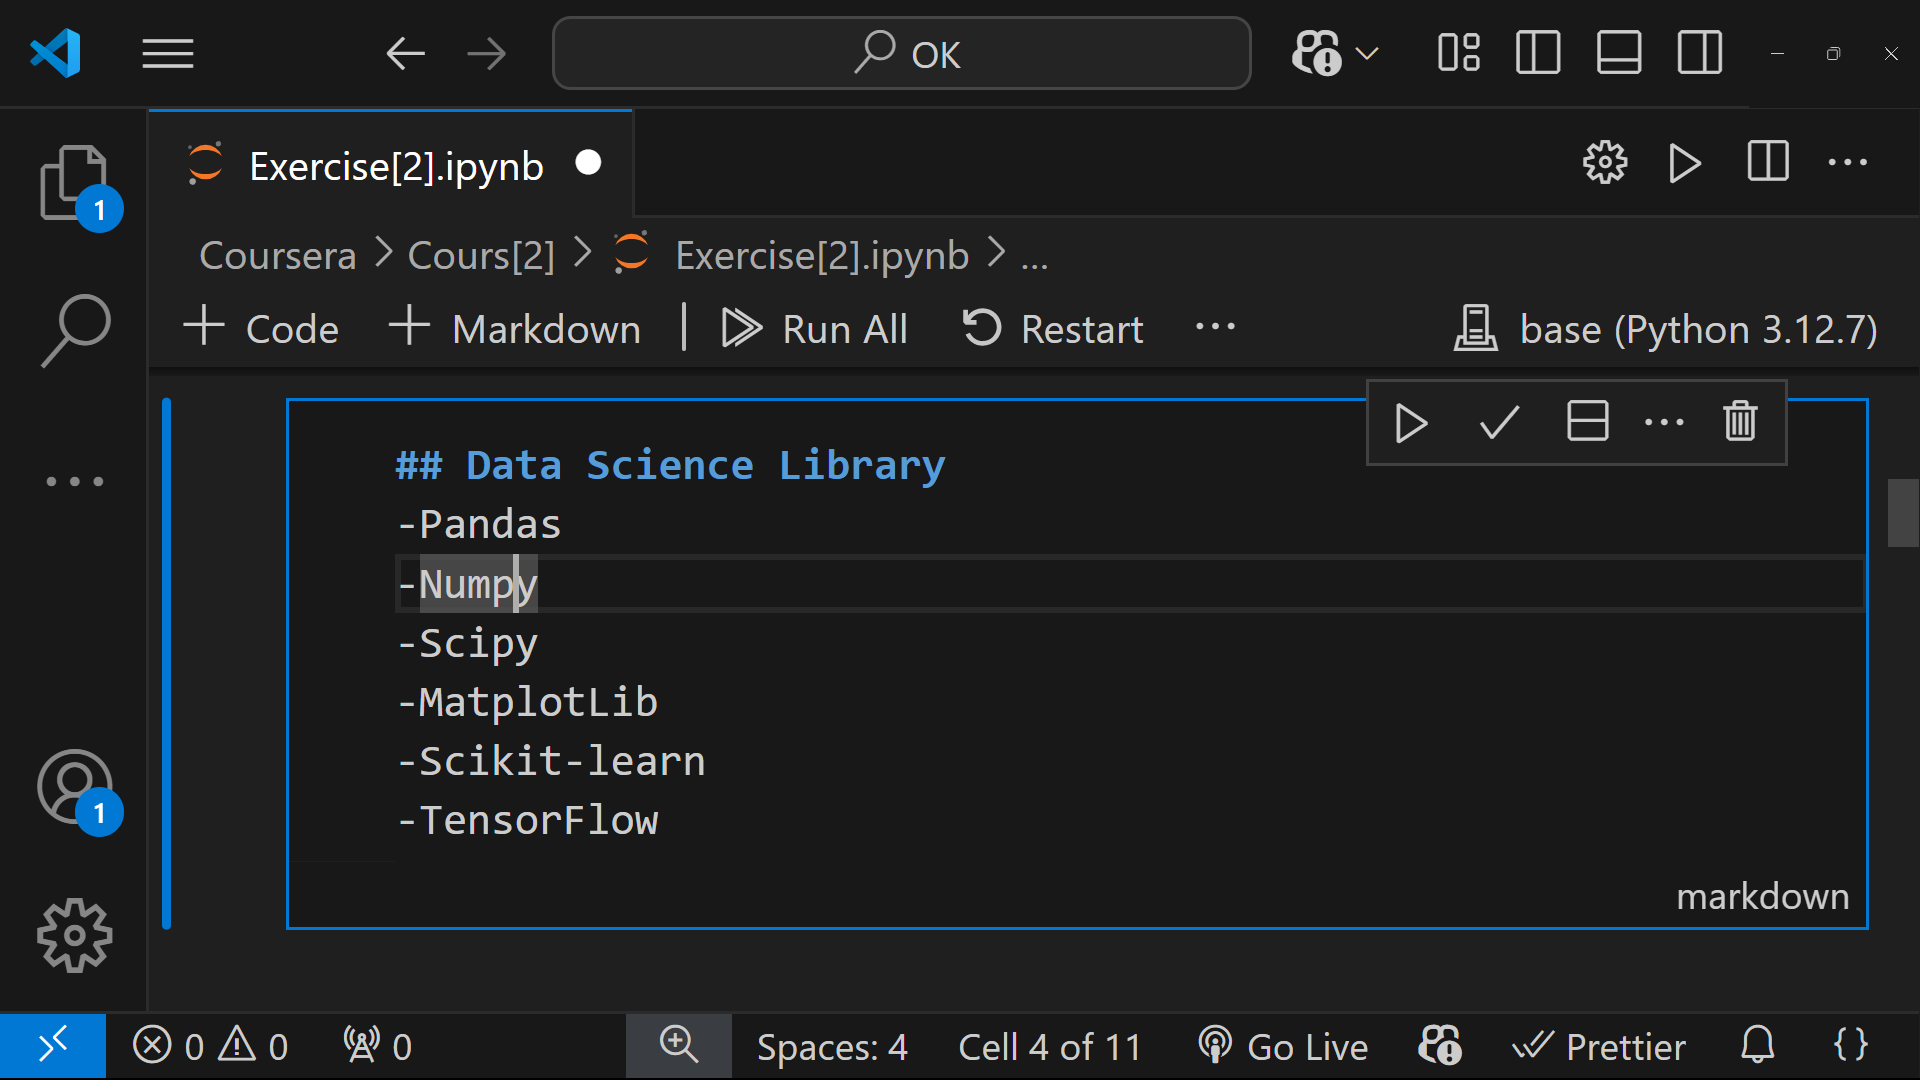 OK
Exercise[2].ipynb
1
Coursera > Cours[2] > Exercise[2].ipynb > ...
Code
Markdown
Run All
Restart
base (Python 3.12.7)
## Data Science Library
-Pandas
-Numpy
-Scipy
-MatplotLib
-Scikit-learn
-TensorFlow
markdown
1
0
0
0
Spaces: 4
Cell 4 of 11
Go Live
Prettier
{}